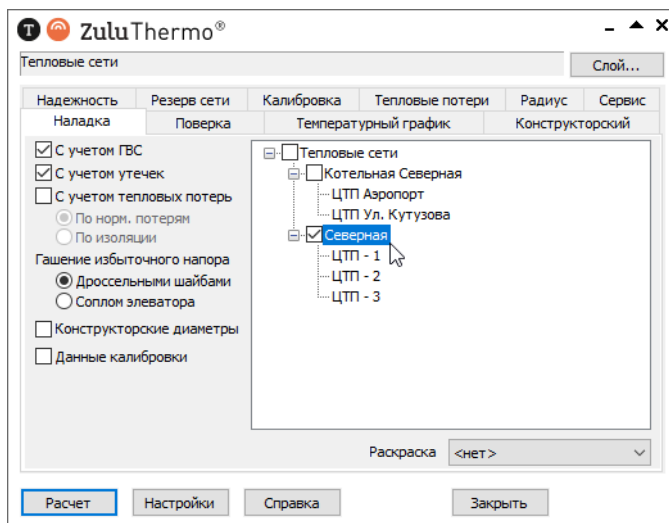 ZuluThermo®
Тепловые сети
Слой...
Надежность Резерв сети Калибровка Тепловые потери Радиус Сервис
Наладка Поверка Температурный график Конструкторский
С учетом ГВС
С учетом утечек
С учетом тепловых потерь
По норм. потерям
По изоляции
Гашение избыточного напора
Дроссельными шайбами
Соплом элеватора
Конструкторские диаметры
Данные калибровки
Тепловые сети
Котельная Северная
ЦТП Аэропорт
ЦТП Ул. Кутузова
Северная
ЦТП - 1
ЦТП - 2
ЦТП - 3
Раскраска <нет>
Расчет Настройки Справка Закрыть